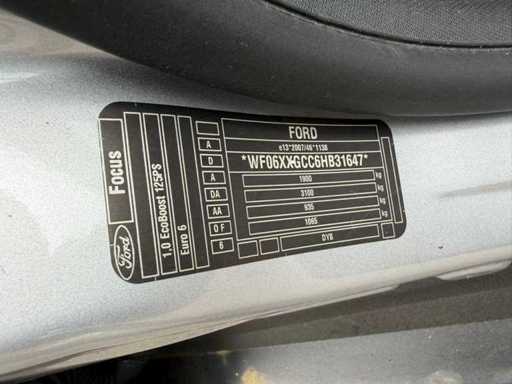 FORD
e13*2007/46*1138
*WF06XXGCC6HB31647*
1900 kg
3100 kg
935 kg
1065 kg
DYB
A
D
A
DA
AA
0 F
6
Focus
1,0 EcoBoost 125PS
Euro 6
Ford